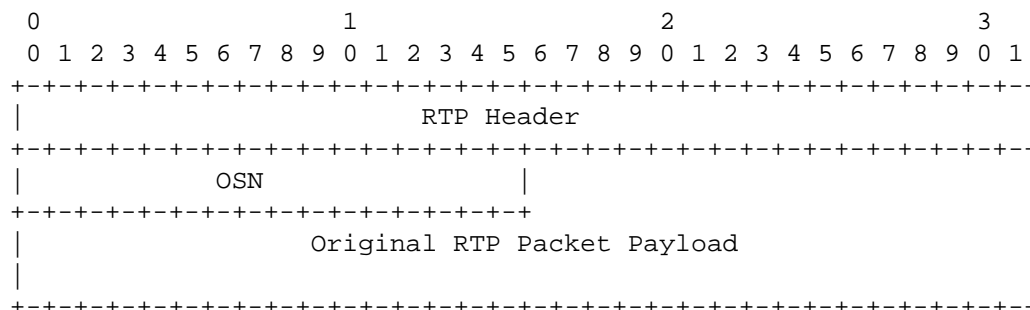 0                   1                   2                   3
0 1 2 3 4 5 6 7 8 9 0 1 2 3 4 5 6 7 8 9 0 1 2 3 4 5 6 7 8 9 0 1
+-+-+-+-+-+-+-+-+-+-+-+-+-+-+-+-+-+-+-+-+-+-+-+-+-+-+-+-+-+-+-+--
| RTP Header
+-+-+-+-+-+-+-+-+-+-+-+-+-+-+-+-+-+-+-+-+-+-+-+-+-+-+-+-+-+-+-+--
| OSN |
+-+-+-+-+-+-+-+-+-+-+-+-+-+-+-+-+
| Original RTP Packet Payload
|
+-+-+-+-+-+-+-+-+-+-+-+-+-+-+-+-+-+-+-+-+-+-+-+-+-+-+-+-+-+-+-+--